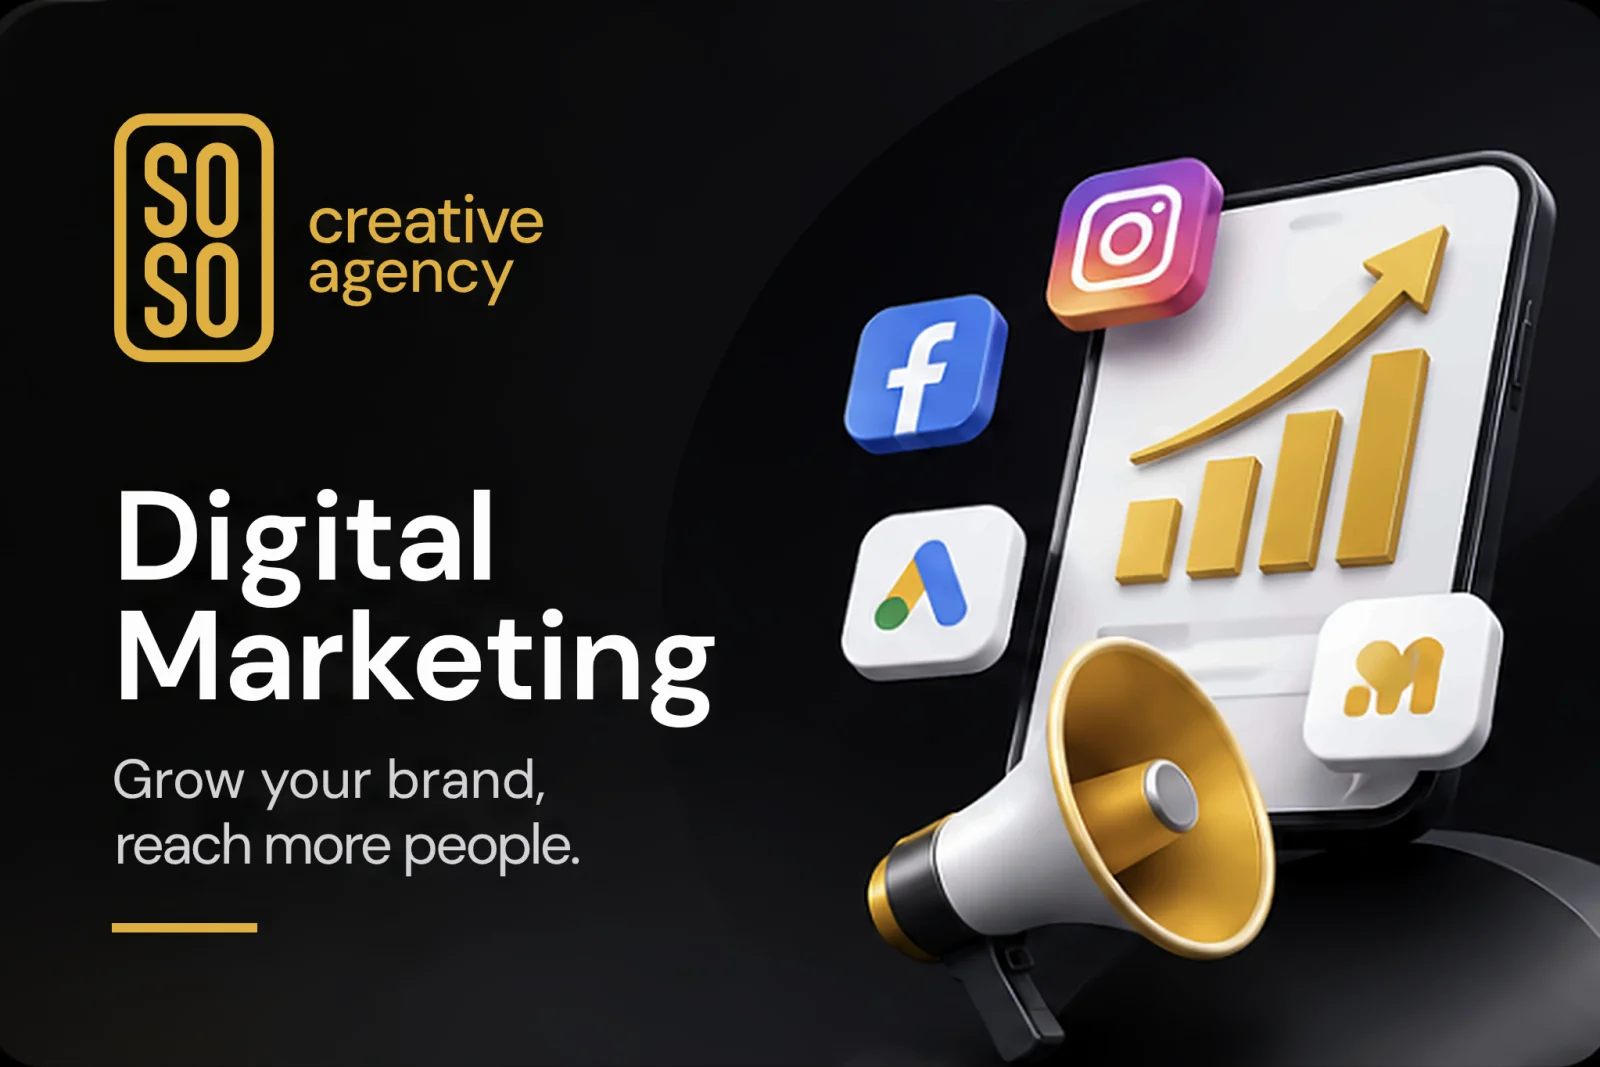 SO
SO
creative
agency
Digital
Marketing
Grow your brand,
reach more people.